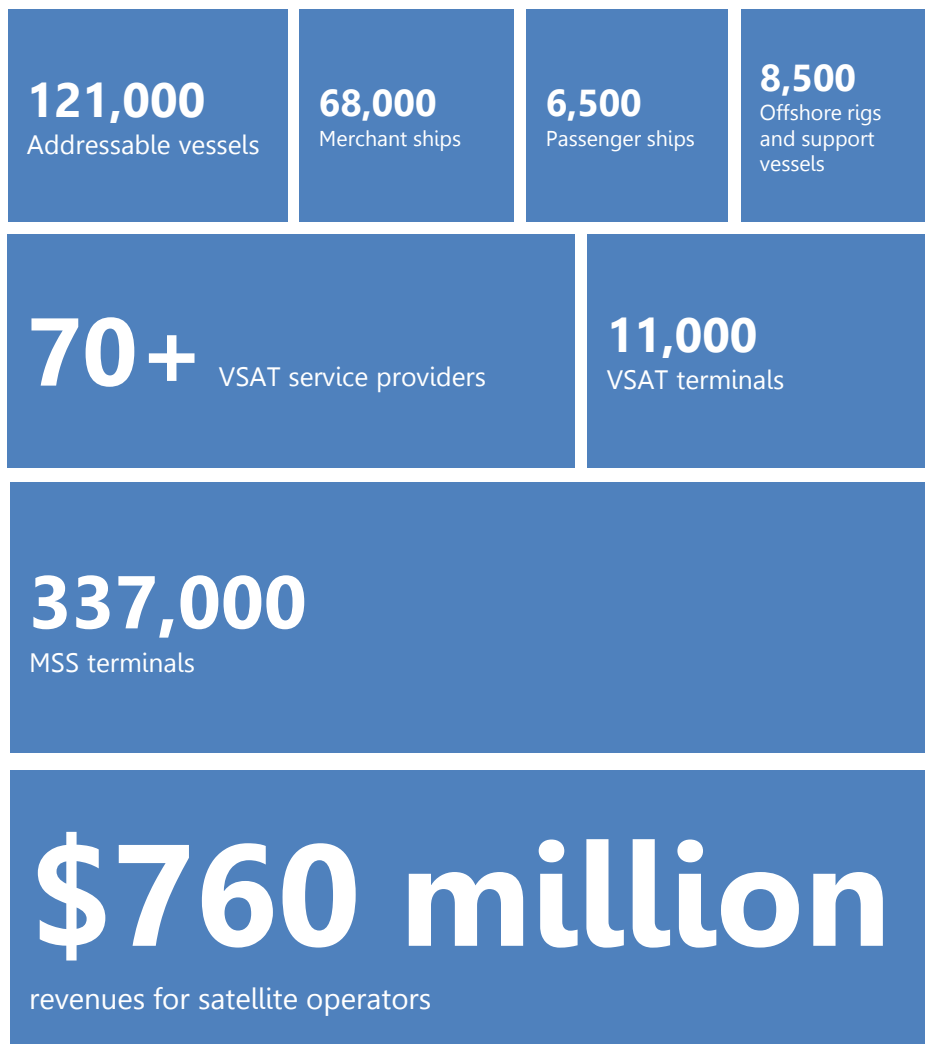 121,000
Addressable vessels
68,000
Merchant ships
6,500
Passenger ships
8,500
Offshore rigs
and support
vessels
70+ VSAT service providers
11,000
VSAT terminals
337,000
MSS terminals
$760 million
revenues for satellite operators